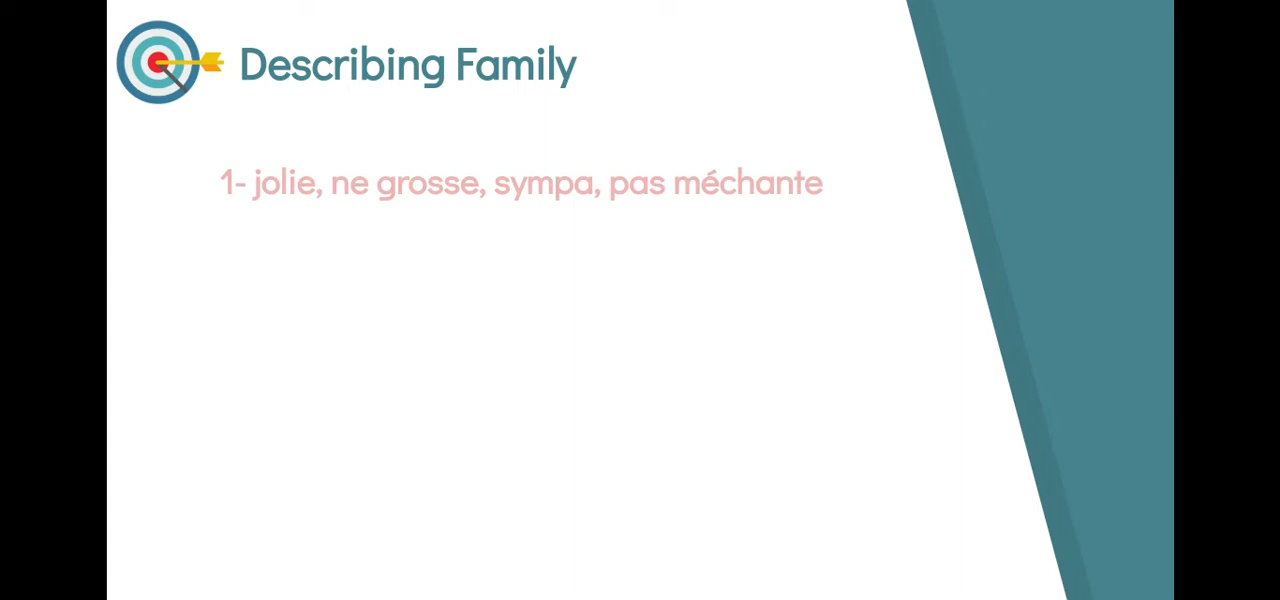 Describing Family
1- jolie, ne grosse, sympa, pas méchante